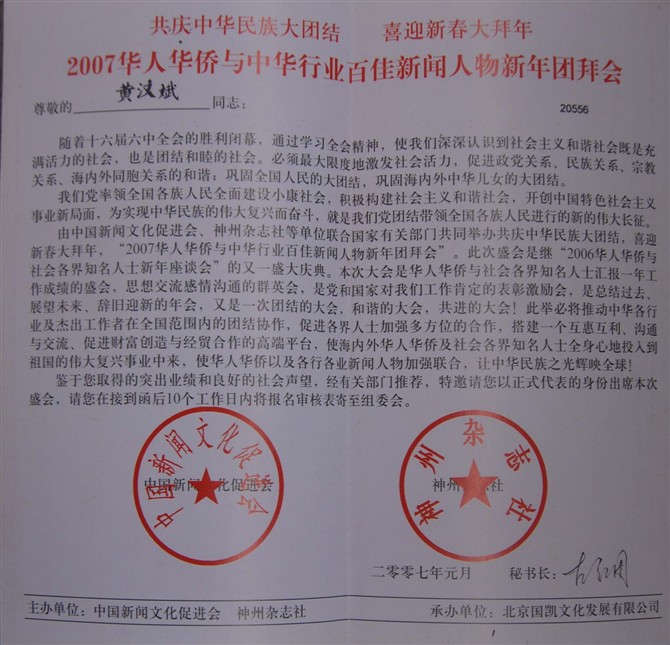 共庆中华民族大团结 喜迎新春大拜年
2007华人华侨与中华行业百佳新闻人物新年团拜会
尊敬的 黄汉斌 同志： 20556
随着十六届六中全会的胜利闭幕，通过学习全会精神，使我们深深认识到社会主义和谐社会既是充
满活力的社会，也是团结和睦的社会。必须最大限度地激发社会活力，促进政党关系、民族关系、宗教
关系、海内外同胞关系的和谐；巩固全国人民的大团结，巩固海内外中华儿女的大团结。
我们党率领全国各族人民全面建设小康社会，积极构建社会主义和谐社会，开创中国特色社会主义
事业新局面，为实现中华民族的伟大复兴而奋斗，就是我们党团结带领全国各族人民进行的新的伟大长征。
由中国新闻文化促进会、神州杂志社等单位联合国家有关部门共同举办共庆中华民族大团结，喜迎
新春大拜年，“2007华人华侨与中华行业百佳新闻人物新年团拜会”。此次盛会是继“2006华人华侨与
社会各界知名人士新年座谈会”的又一盛大庆典。本次大会是华人华侨与社会各界知名人士汇报一年工
作成绩的盛会，思想交流感情沟通的群英会，是党和国家对我们工作肯定的表彰激励会，是总结过去、
展望未来、辞旧迎新的年会，又是一次团结的大会，和谐的大会，共进的大会！此举必将推动中华各行
业及杰出工作者在全国范围内的团结协作，促进各界人士加强多方位的合作，搭建一个互惠互利、沟通
与交流、促进财富创造与经贸合作的高端平台，使海内外华人华侨及社会各界知名人士全身心地投入到
祖国的伟大复兴事业中来，使华人华侨以及各行各业新闻人物加强联合，让中华民族之光辉映全球！
鉴于您取得的突出业绩和良好的社会声望，经有关部门推荐，特邀请您以正式代表的身份出席本次
盛会，请您在接到函后10个工作日内将报名审核表寄至组委会。
中国新闻文化促进会 神州杂志社
中国新闻文化促进会 神州杂志社
二〇〇七年元月 秘书长：
主办单位：中国新闻文化促进会 神州杂志社 承办单位：北京国凯文化发展有限公司